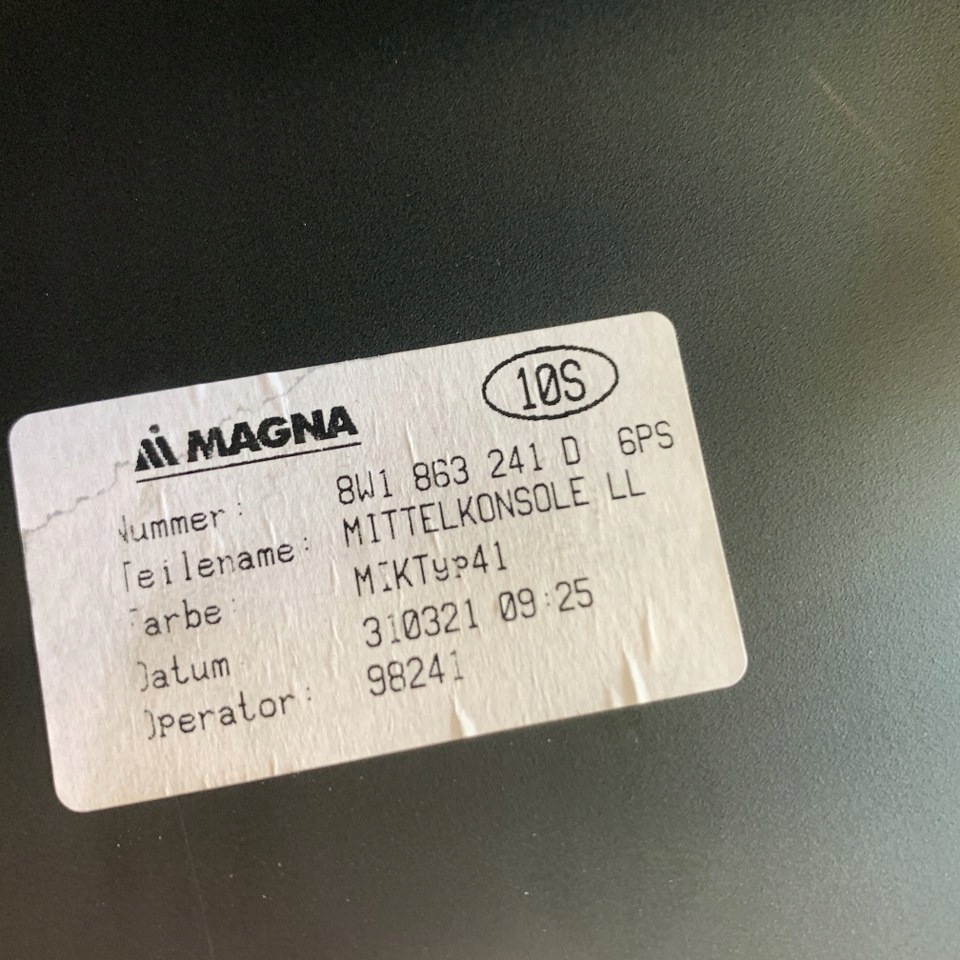 10S
MAGNA
Nummer: 8W1 863 241 D 6PS
Teilename: MITTELKONSOLE LL
Farbe: MIKTyp41
Datum 310321 09:25
Operator: 98241